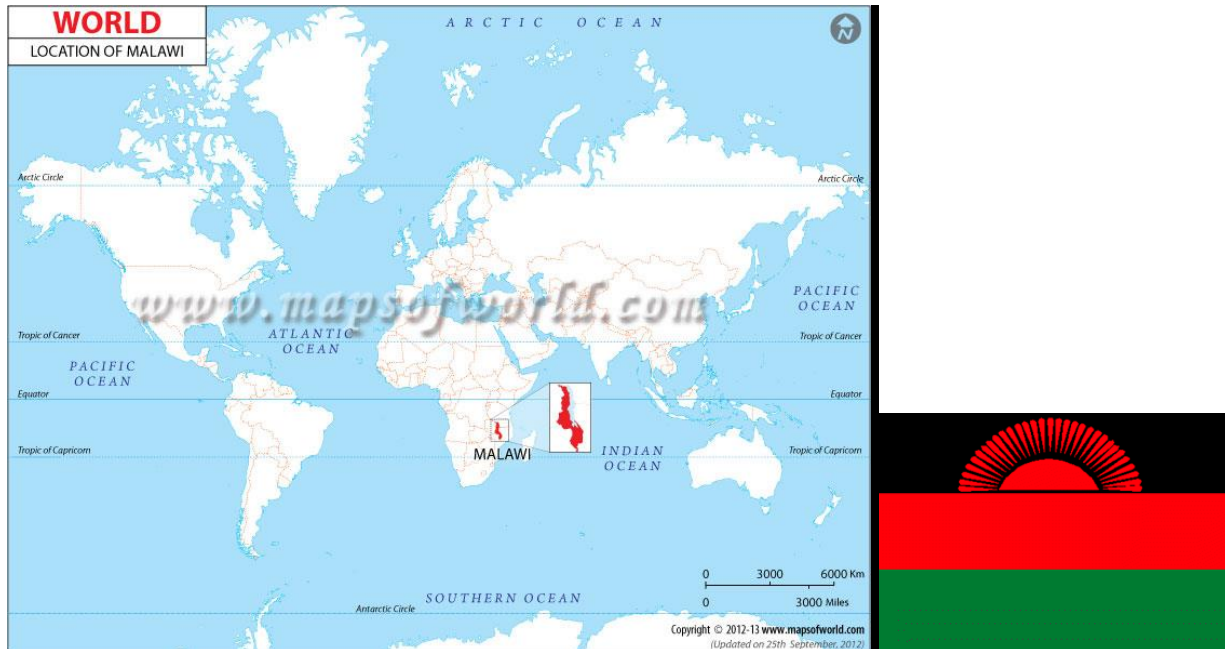 WORLD
LOCATION OF MALAWI
ARCTIC OCEAN
N
Arctic Circle
Arctic Circle
www.mapsofworld.com
PACIFIC
OCEAN
ATLANTIC
OCEAN
Tropic of Cancer
Tropic of Cancer
PACIFIC
OCEAN
Equator
Equator
MALAWI
INDIAN
OCEAN
Tropic of Capricorn
Tropic of Capricorn
0 3000 6000 Km
0 3000 Miles
SOUTHERN OCEAN
Antarctic Circle
Copyright © 2012-13 www.mapsofworld.com
(Updated on 25th September, 2012)